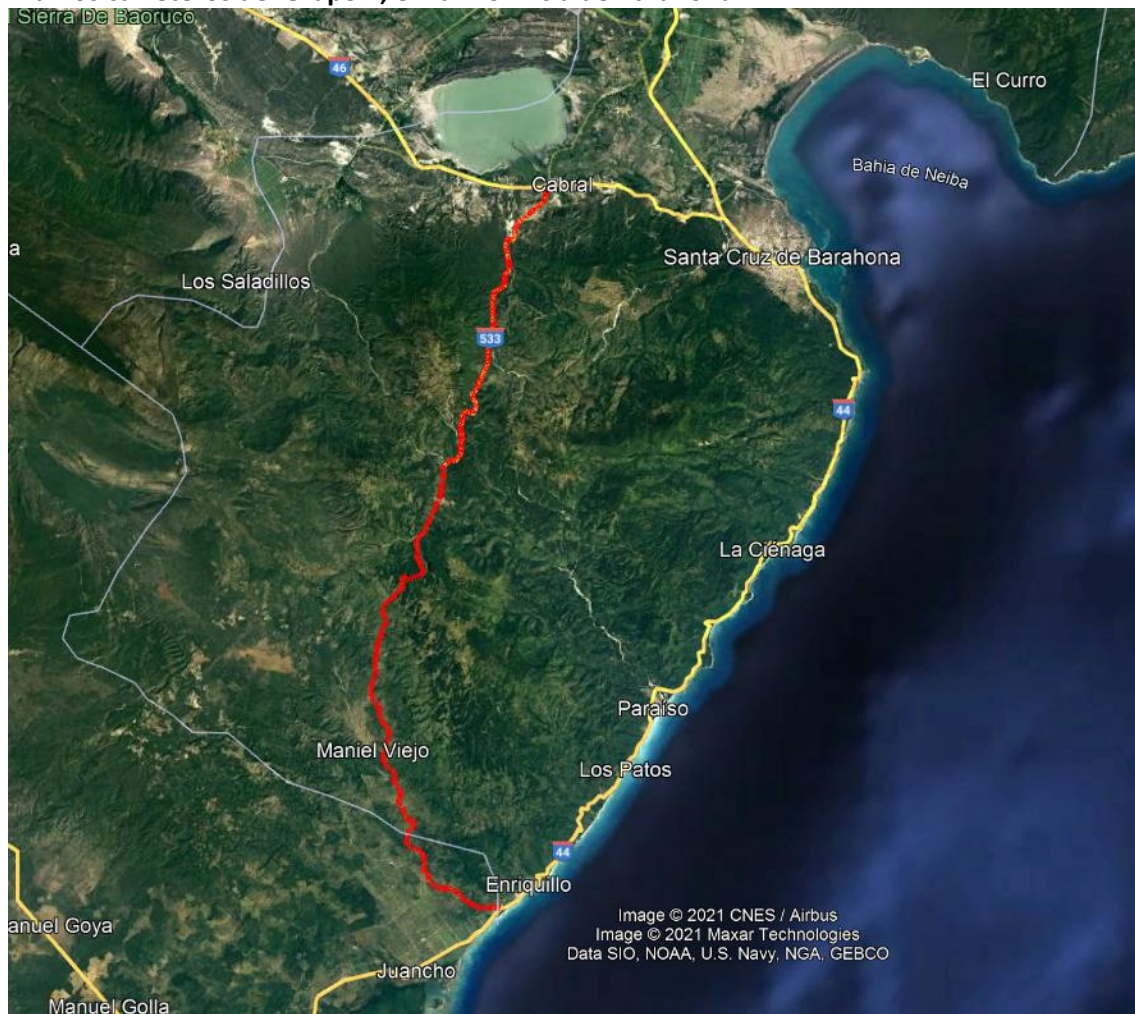 l Sierra De Baoruco
46
El Curro
Bahia de Neiba
Cabral
a
Santa Cruz de Barahona
Los Saladillos
533
44
La Ciénaga
Paraiso
Maniel Viejo
Los Patos
44
Enriquillo
Image © 2021 CNES / Airbus
Image © 2021 Maxar Technologies
Data SIO, NOAA, U.S. Navy, NGA, GEBCO
anuel Goya
Juancho
Manuel Golla